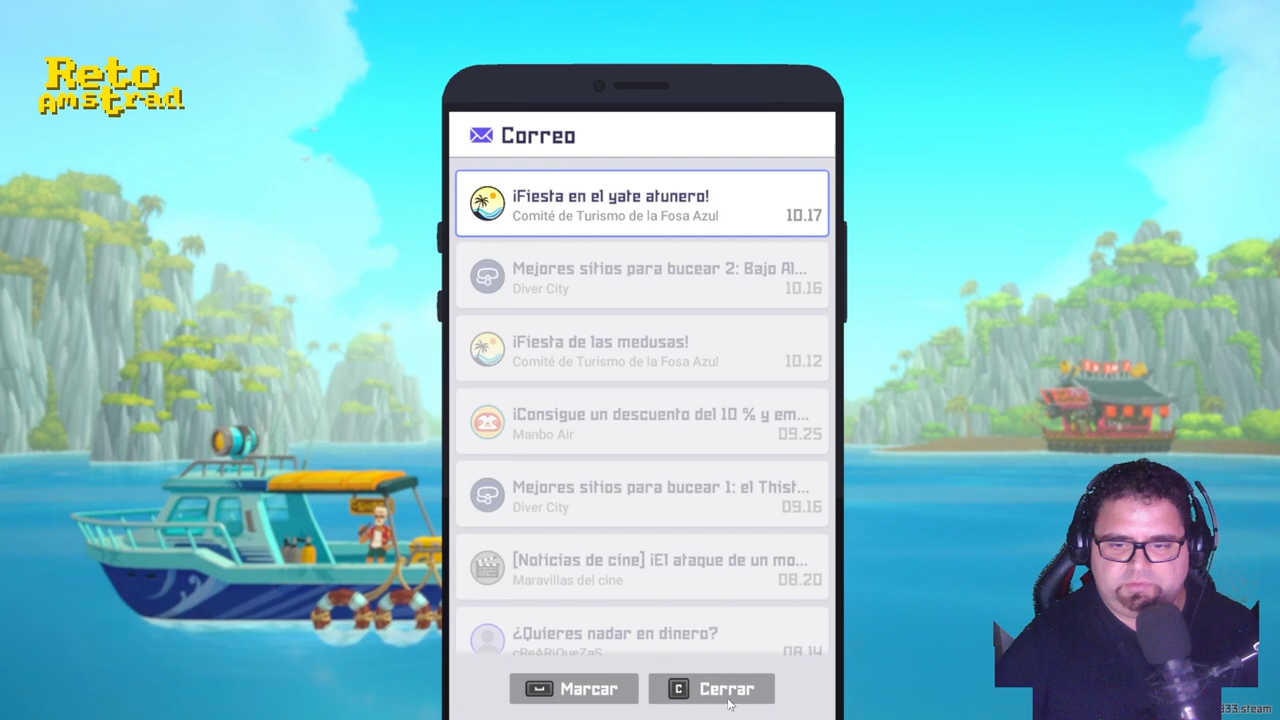 Reto
Amstrad
Correo
¡Fiesta en el yate atunero!
Comité de Turismo de la Fosa Azul
10.17
Mejores sitios para bucear 2: Bajo Al...
Diver City
10.16
¡Fiesta de las medusas!
Comité de Turismo de la Fosa Azul
10.12
¡Consigue un descuento del 10 % y em...
Manbo Air
09.25
Mejores sitios para bucear 1: el Thist...
Diver City
09.16
[Noticias de cine] ¡El ataque de un mo...
Maravillas del cine
08.20
¿Quieres nadar en dinero?
cReARiQueZaS
08.14
Marcar
C Cerrar
933.steam